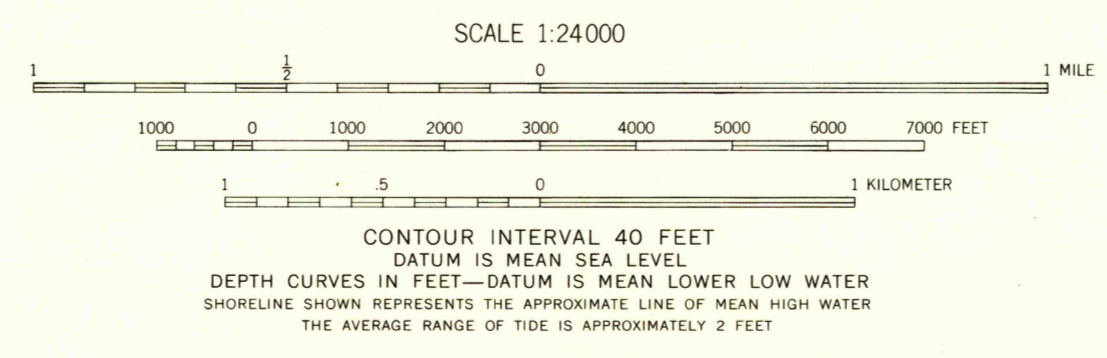 SCALE 1:24 000
1 1/2 0 1 MILE
1000 0 1000 2000 3000 4000 5000 6000 7000 FEET
1 .5 0 1 KILOMETER
CONTOUR INTERVAL 40 FEET
DATUM IS MEAN SEA LEVEL
DEPTH CURVES IN FEET—DATUM IS MEAN LOWER LOW WATER
SHORELINE SHOWN REPRESENTS THE APPROXIMATE LINE OF MEAN HIGH WATER
THE AVERAGE RANGE OF TIDE IS APPROXIMATELY 2 FEET